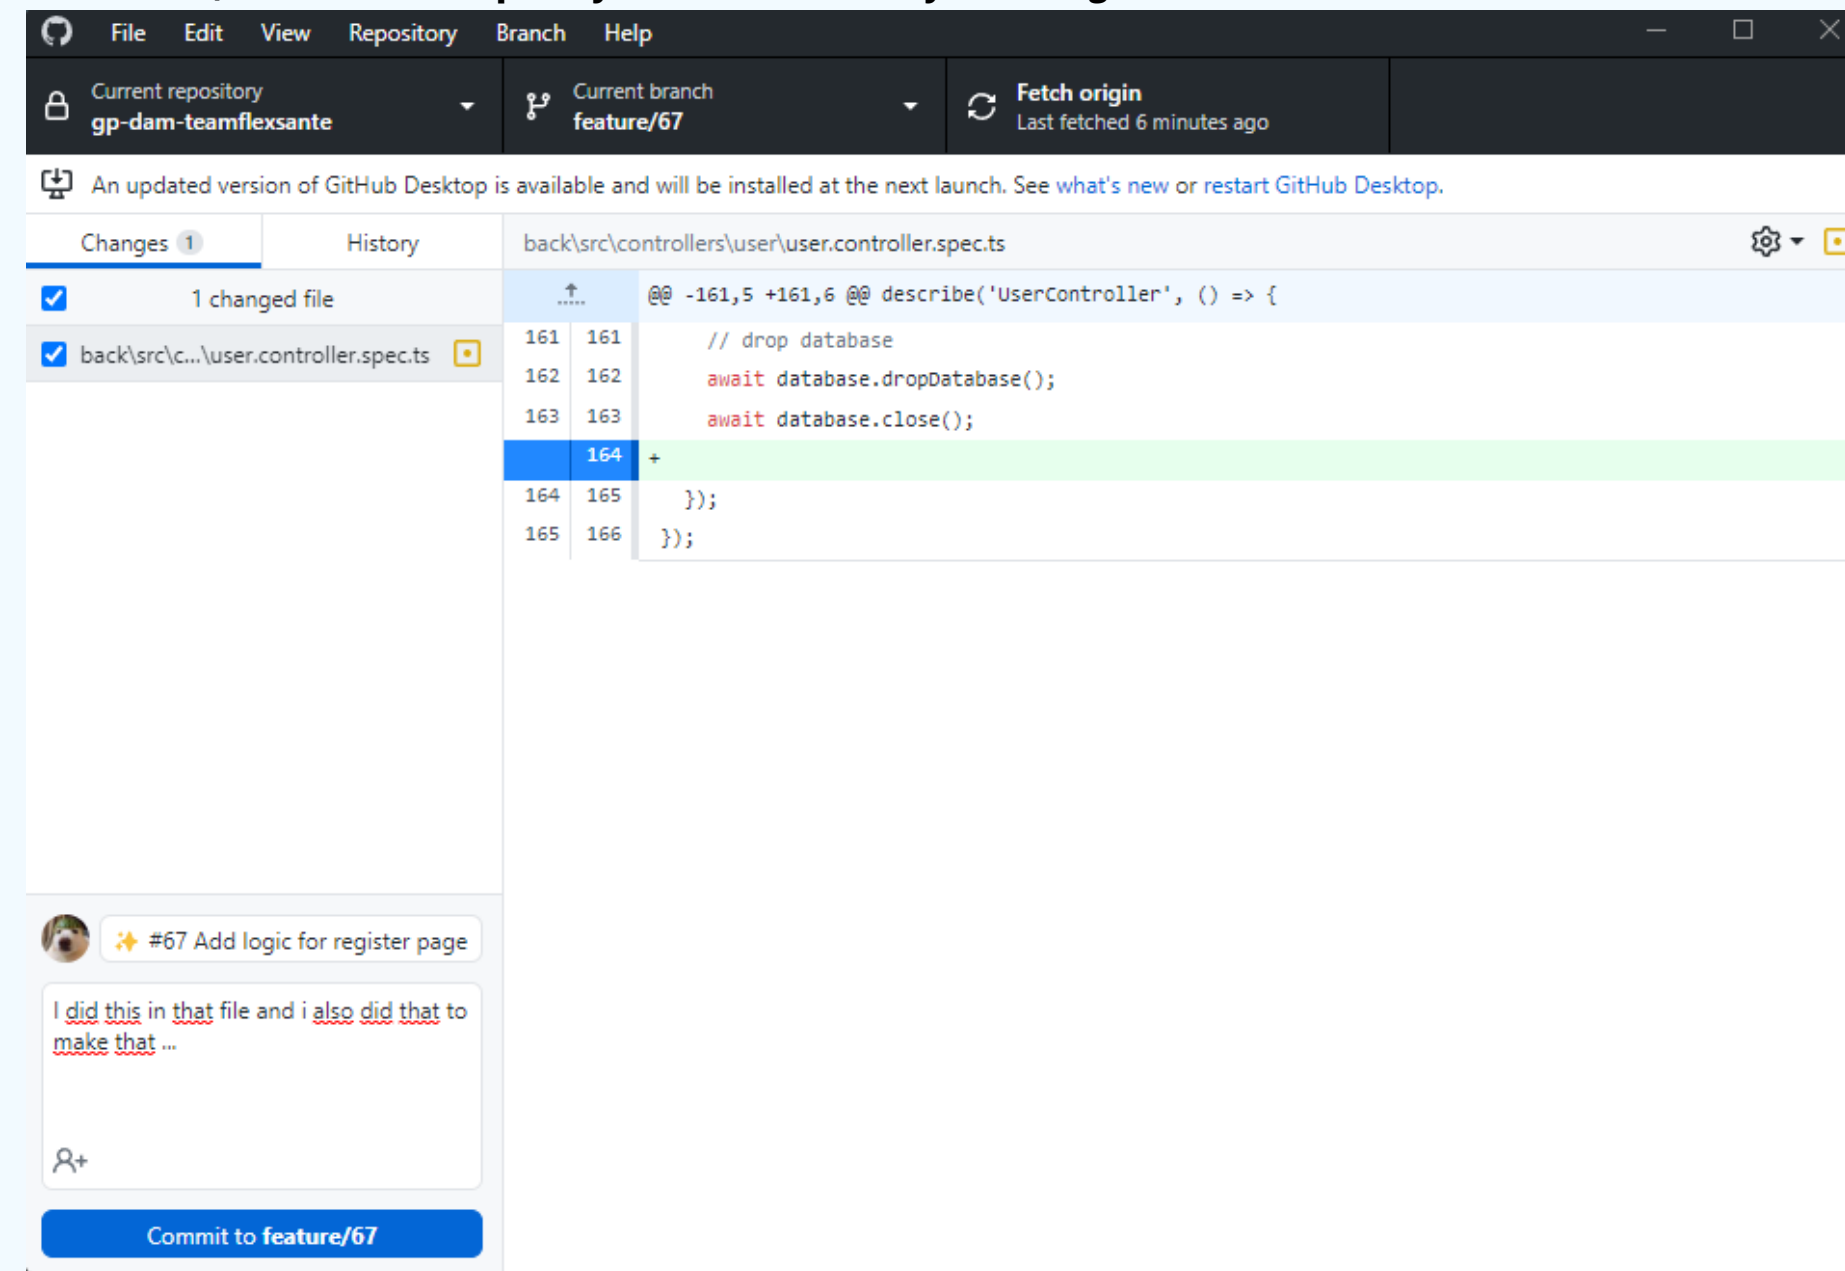 File Edit View Repository Branch Help
Current repository
gp-dam-teamflexsante
Current branch
feature/67
Fetch origin
Last fetched 6 minutes ago
An updated version of GitHub Desktop is available and will be installed at the next launch. See what's new or restart GitHub Desktop.
Changes 1 History
back\src\controllers\user\user.controller.spec.ts
1 changed file
back\src\c...\user.controller.spec.ts
@@ -161,5 +161,6 @@ describe('UserController', () => {
161 161 // drop database
162 162 await database.dropDatabase();
163 163 await database.close();
164 +
164 165 });
165 166 });
✨ #67 Add logic for register page
I did this in that file and i also did that to
make that ...
Commit to feature/67